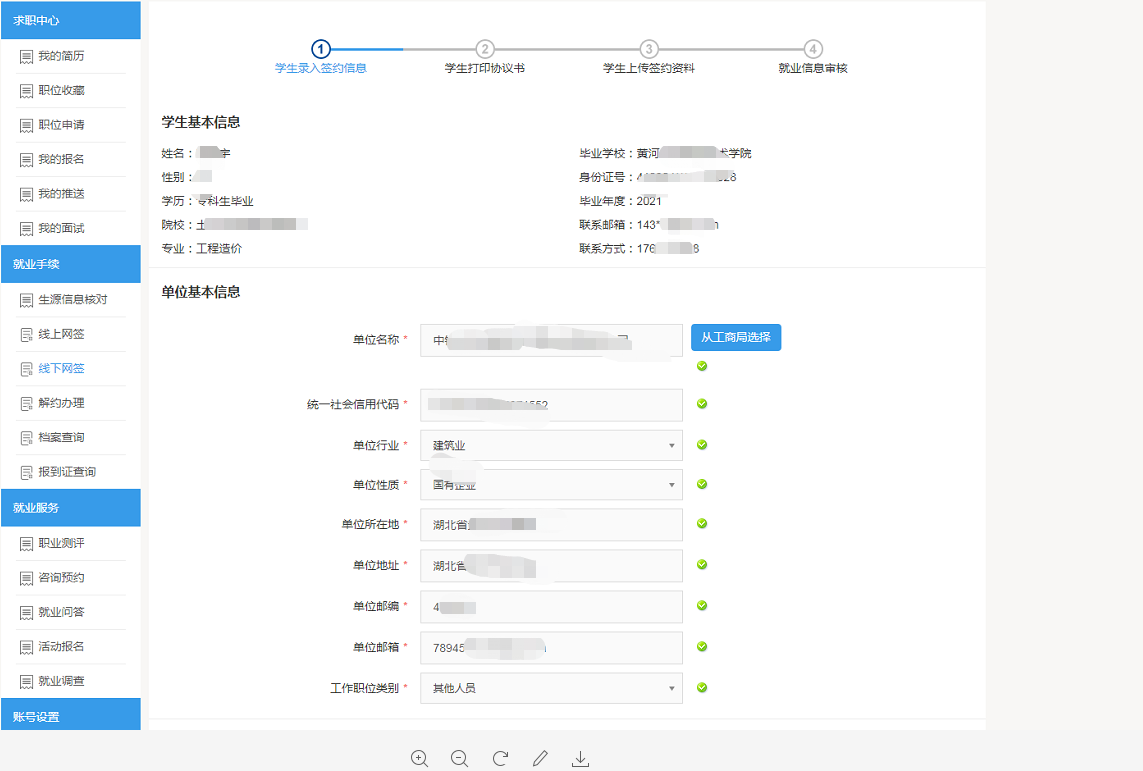 求职中心
我的简历
职位收藏
职位申请
我的报名
我的推送
我的面试
就业手续
生源信息核对
线上网签
线下网签
解约办理
档案查询
报到证查询
就业服务
职业测评
咨询预约
就业问答
活动报名
就业调查
账号设置
1 2 3 4
学生录入签约信息 学生打印协议书 学生上传签约资料 就业信息审核
学生基本信息
姓名： 宇 毕业学校：黄河 术学院
性别： 身份证号：
学历：专科生毕业 毕业年度：2021
院校：土 联系邮箱：143*
专业：工程造价 联系方式：176 8
单位基本信息
单位名称 * 中 从工商局选择
统一社会信用代码 *
单位行业 * 建筑业
单位性质 * 国有企业
单位所在地 * 湖北省
单位地址 * 湖北省
单位邮编 * 4
单位邮箱 * 78945
工作职位类别 * 其他人员